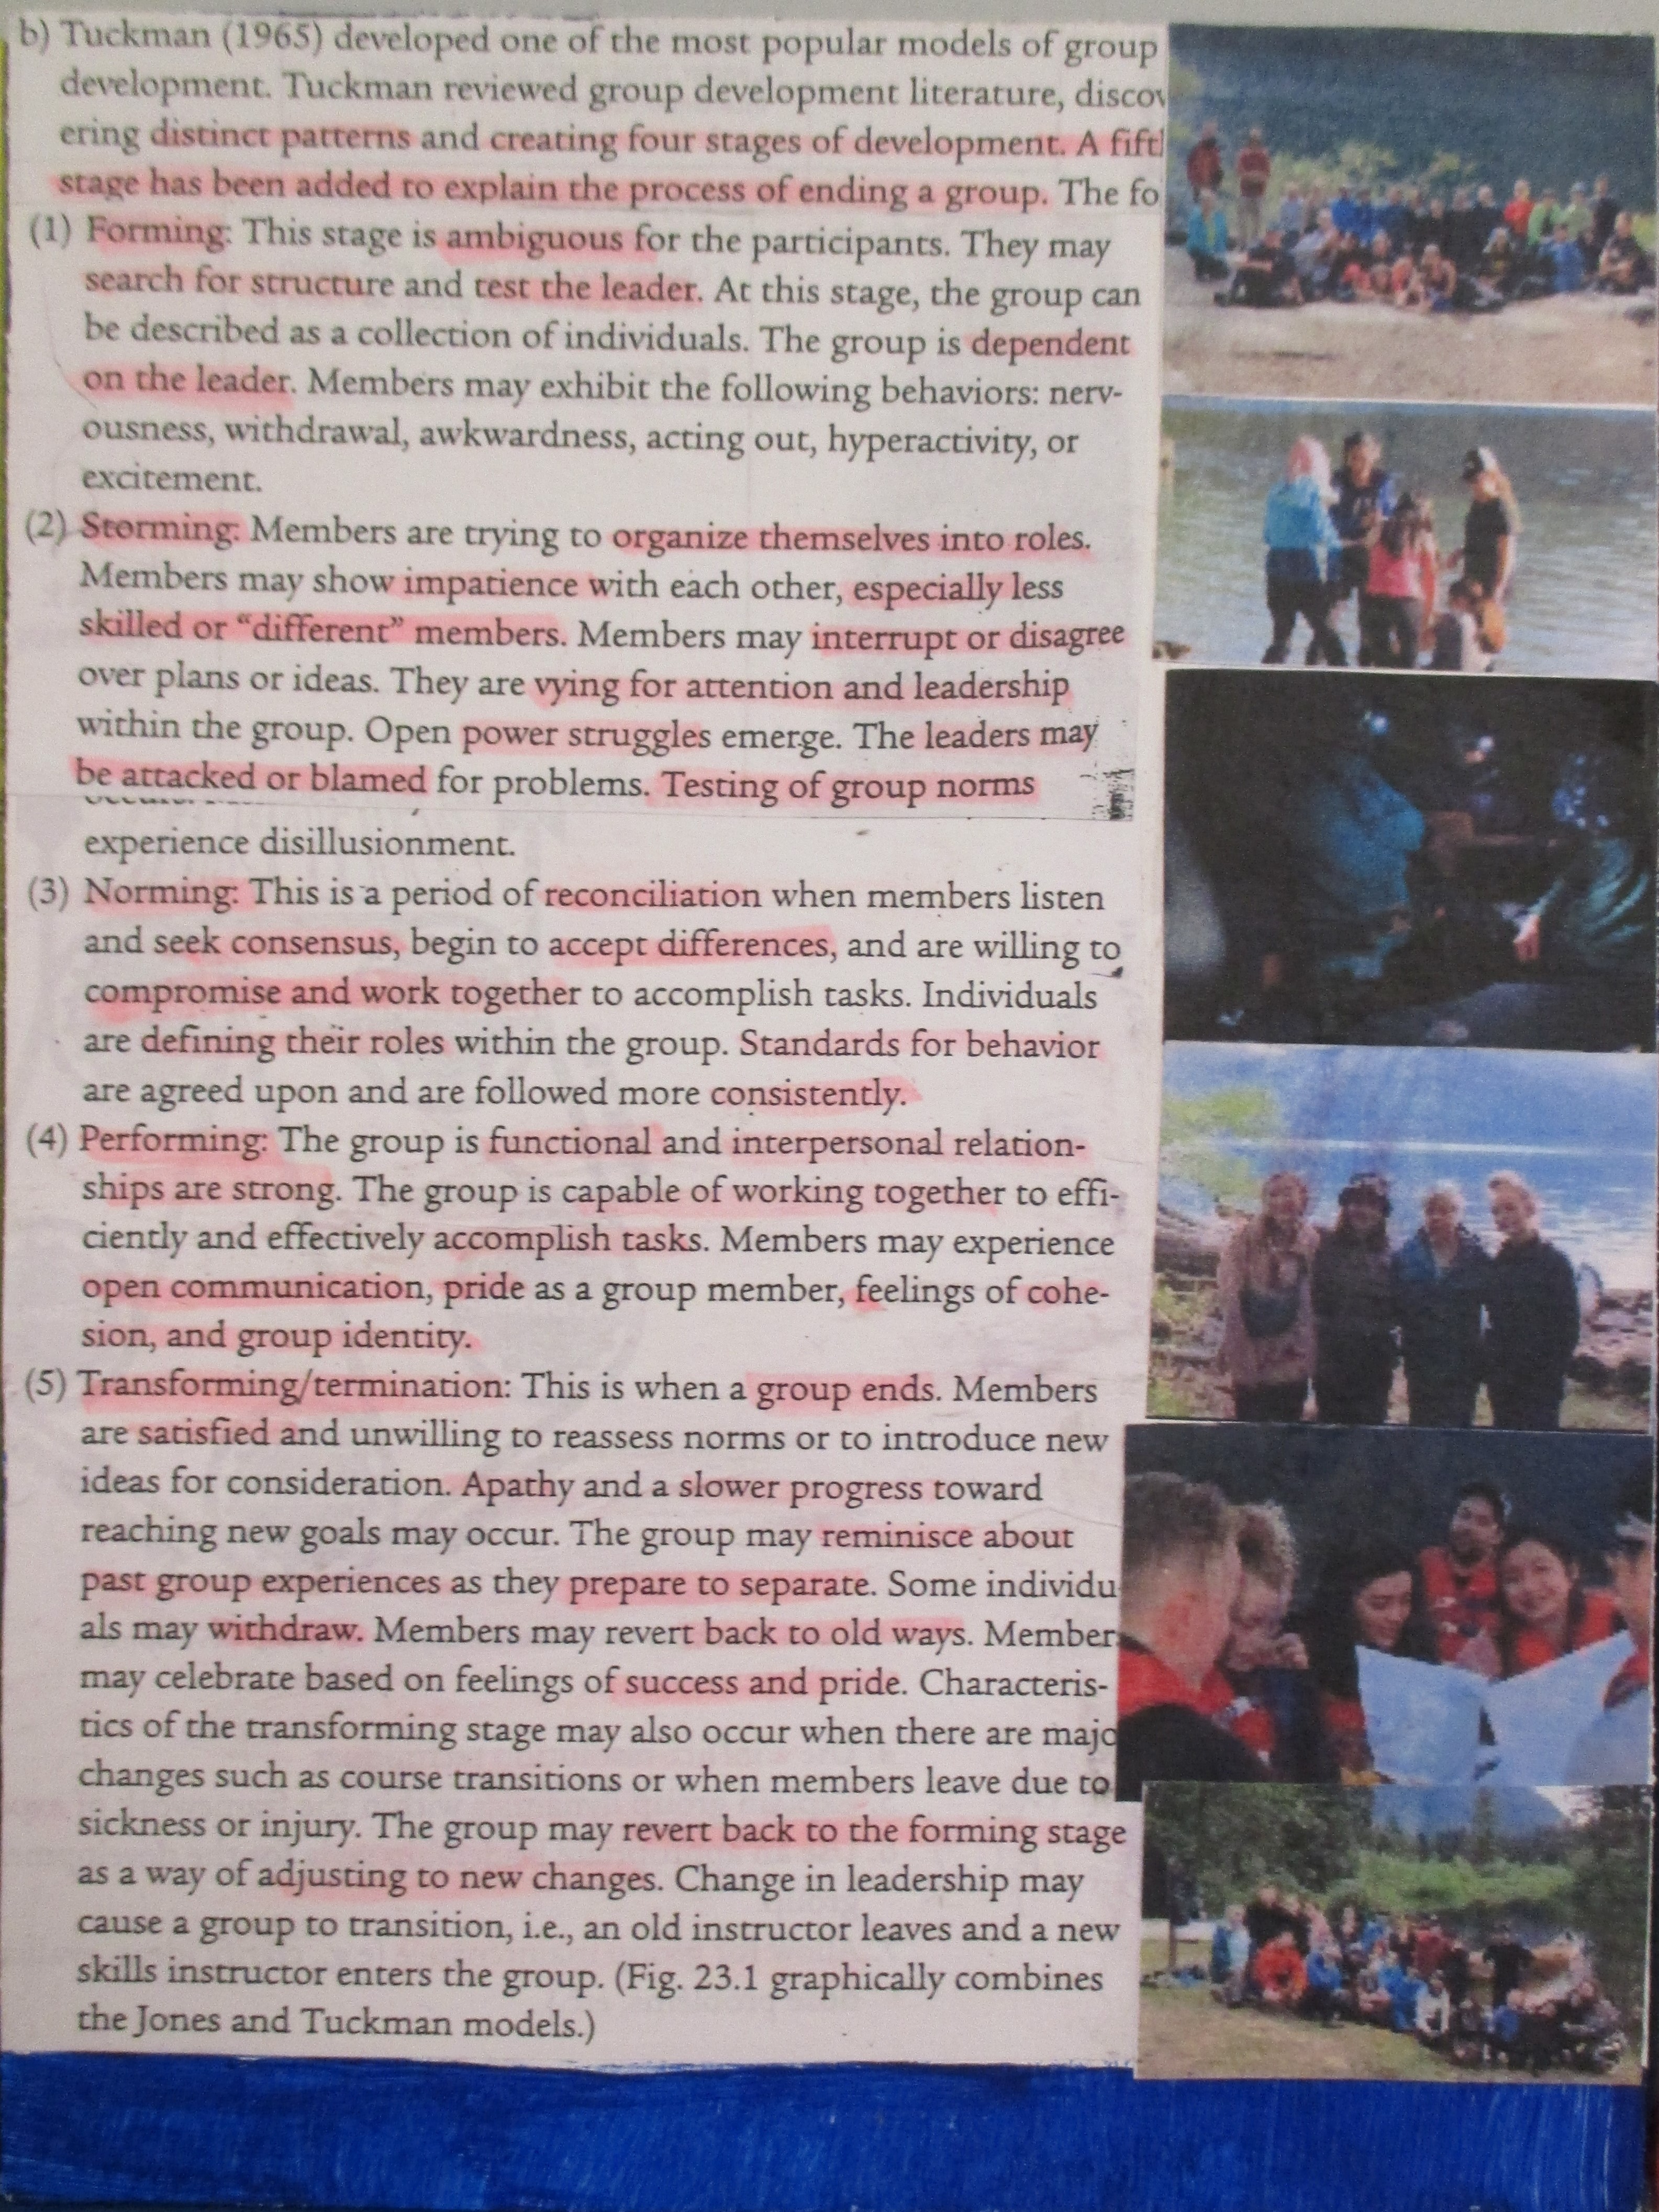 b) Tuckman (1965) developed one of the most popular models of group
development. Tuckman reviewed group development literature, discov
ering distinct patterns and creating four stages of development. A fift
stage has been added to explain the process of ending a group. The fo
(1) Forming: This stage is ambiguous for the participants. They may
search for structure and test the leader. At this stage, the group can
be described as a collection of individuals. The group is dependent
on the leader. Members may exhibit the following behaviors: nerv-
ousness, withdrawal, awkwardness, acting out, hyperactivity, or
excitement.
(2) Storming: Members are trying to organize themselves into roles.
Members may show impatience with each other, especially less
skilled or “different” members. Members may interrupt or disagree
over plans or ideas. They are vying for attention and leadership
within the group. Open power struggles emerge. The leaders may
be attacked or blamed for problems. Testing of group norms
experience disillusionment.
(3) Norming: This is a period of reconciliation when members listen
and seek consensus, begin to accept differences, and are willing to
compromise and work together to accomplish tasks. Individuals
are defining their roles within the group. Standards for behavior
are agreed upon and are followed more consistently.
(4) Performing: The group is functional and interpersonal relation-
ships are strong. The group is capable of working together to effi-
ciently and effectively accomplish tasks. Members may experience
open communication, pride as a group member, feelings of cohe-
sion, and group identity.
(5) Transforming/termination: This is when a group ends. Members
are satisfied and unwilling to reassess norms or to introduce new
ideas for consideration. Apathy and a slower progress toward
reaching new goals may occur. The group may reminisce about
past group experiences as they prepare to separate. Some individu
als may withdraw. Members may revert back to old ways. Member
may celebrate based on feelings of success and pride. Characteris-
tics of the transforming stage may also occur when there are majo
changes such as course transitions or when members leave due to
sickness or injury. The group may revert back to the forming stage
as a way of adjusting to new changes. Change in leadership may
cause a group to transition, i.e., an old instructor leaves and a new
skills instructor enters the group. (Fig. 23.1 graphically combines
the Jones and Tuckman models.)